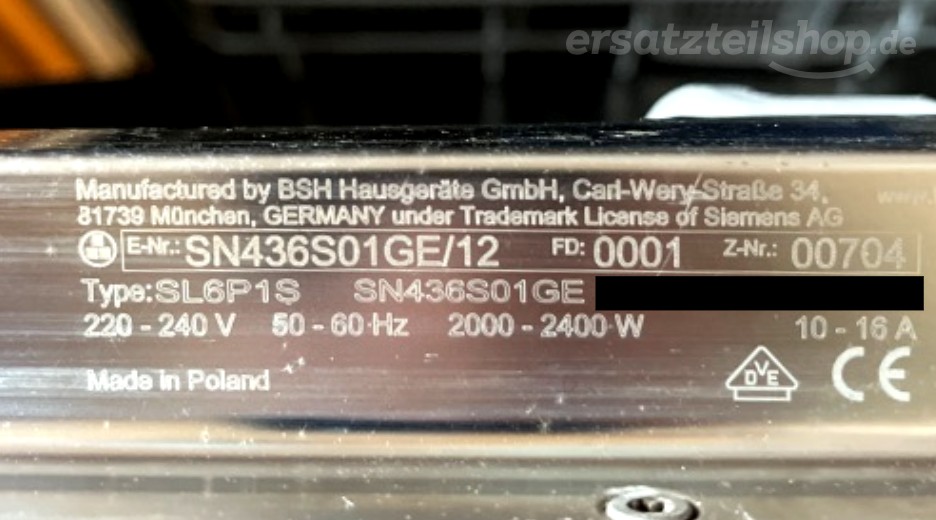 ersatzteilshop.de
Manufactured by BSH Hausgeräte GmbH, Carl-Wery-Straße 34,
81739 München, GERMANY under Trademark License of Siemens AG
E-Nr.: SN436S01GE/12 FD: 0001 Z-Nr.: 00704
Type: SL6P1S SN436S01GE
220 - 240 V 50 - 60 Hz 2000 - 2400 W 10 - 16 A
Made in Poland
DVE CE